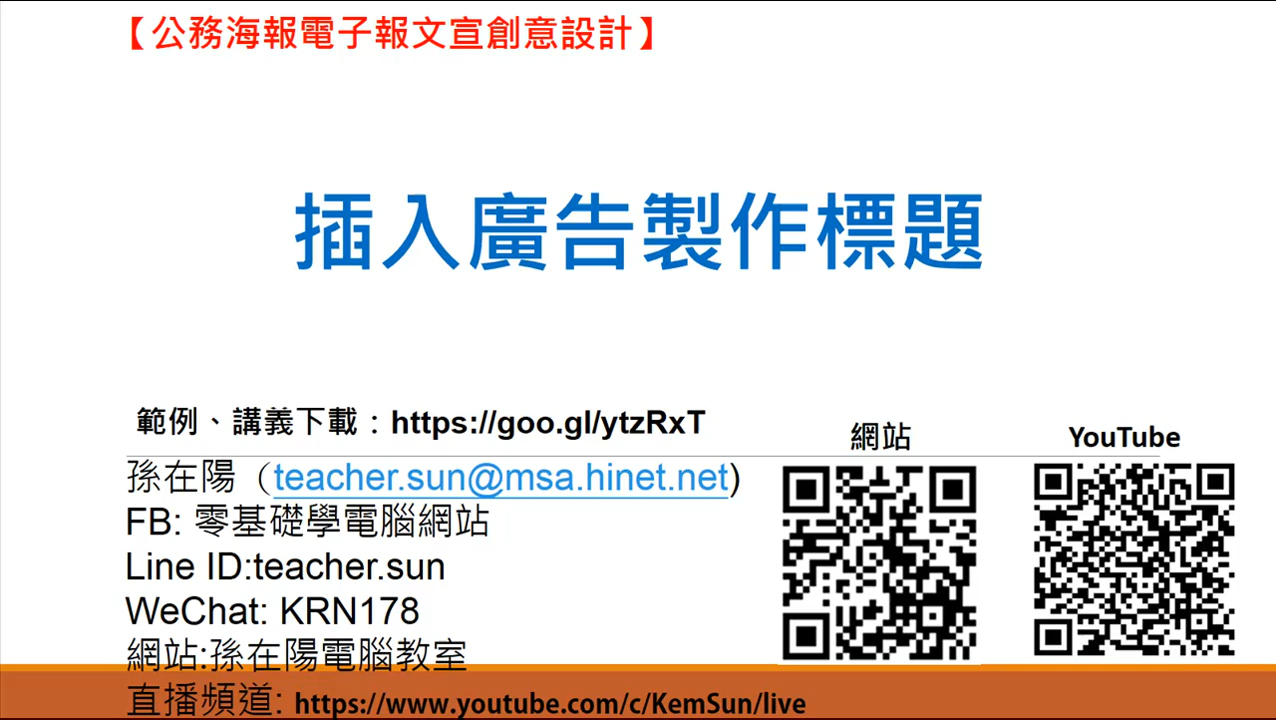 【公務海報電子報文宣創意設計】
插入廣告製作標題
範例、講義下載：https://goo.gl/ytzRxT
網站
YouTube
孫在陽（teacher.sun@msa.hinet.net)
FB: 零基礎學電腦網站
Line ID:teacher.sun
WeChat: KRN178
網站:孫在陽電腦教室
直播頻道: https://www.youtube.com/c/KemSun/live